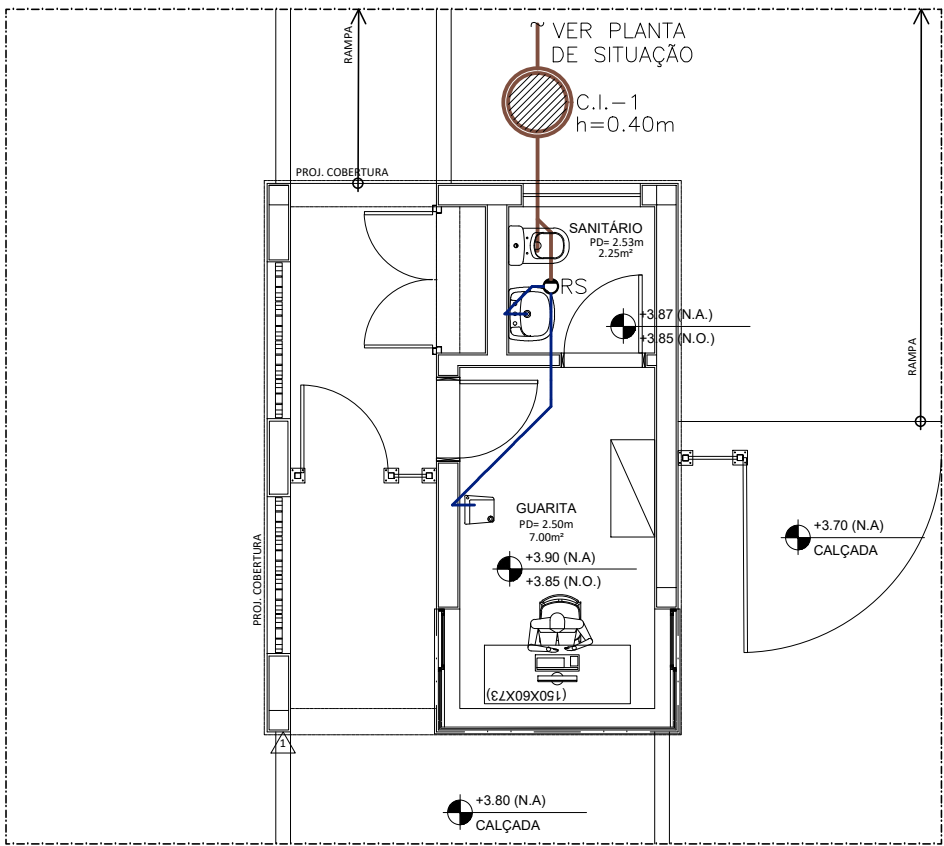 VER PLANTA
DE SITUAÇÃO
RAMPA
C.I.-1
h=0.40m
PROJ. COBERTURA
SANITÁRIO
PD= 2.53m
2.25m²
RS
+3.87 (N.A.)
+3.85 (N.O.)
RAMPA
GUARITA
PD= 2.50m
7.00m²
+3.70 (N.A)
CALÇADA
+3.90 (N.A)
+3.85 (N.O.)
PROJ. COBERTURA
(150X60X73)
1
+3.80 (N.A)
CALÇADA